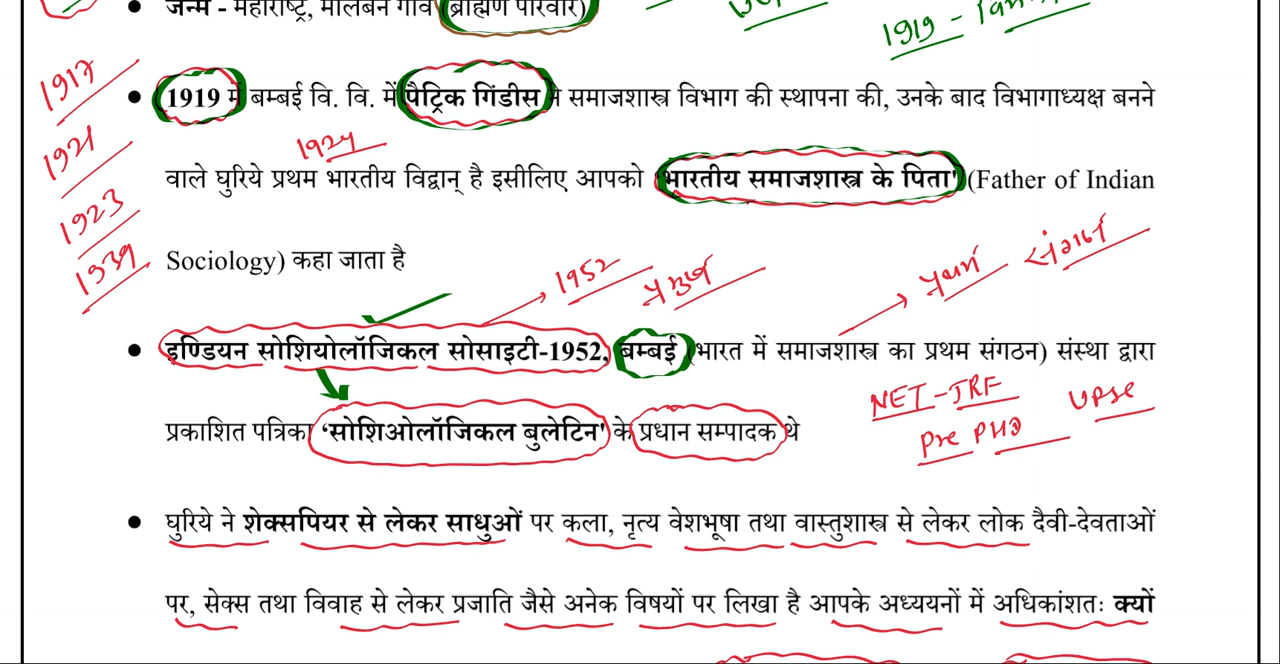 जन्म - महाराष्ट्र, मालबन गाँव (ब्राह्मण परिवार)
1919 -
1917
1919 में बम्बई वि. वि. में पैट्रिक गिंडीस ने समाजशास्त्र विभाग की स्थापना की, उनके बाद विभागाध्यक्ष बनने
1921
1924
वाले घुरिये प्रथम भारतीय विद्वान् है इसीलिए आपको 'भारतीय समाजशास्त्र के पिता' (Father of Indian
1923
Sociology) कहा जाता है
1939
1952
प्रथम संगठन
इण्डियन सोशियोलॉजिकल सोसाइटी-1952, बम्बई (भारत में समाजशास्त्र का प्रथम संगठन) संस्था द्वारा
NET-JRF UPSC
प्रकाशित पत्रिका 'सोशिओलॉजिकल बुलेटिन' के प्रधान सम्पादक थे
Pre PHD
घुरिये ने शेक्सपियर से लेकर साधुओं पर कला, नृत्य वेशभूषा तथा वास्तुशास्त्र से लेकर लोक दैवी-देवताओं
पर, सेक्स तथा विवाह से लेकर प्रजाति जैसे अनेक विषयों पर लिखा है आपके अध्ययनों में अधिकांशतः क्यों